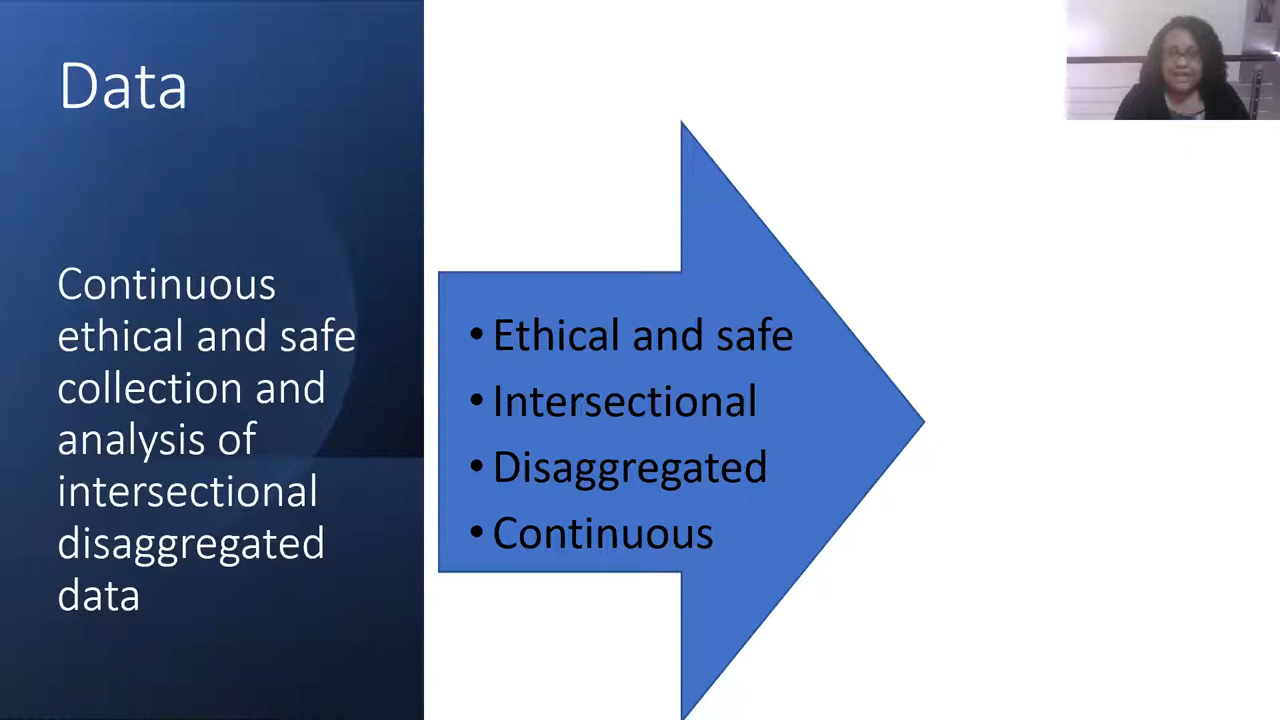 Data
Continuous
ethical and safe
collection and
analysis of
intersectional
disaggregated
data
• Ethical and safe
• Intersectional
• Disaggregated
• Continuous